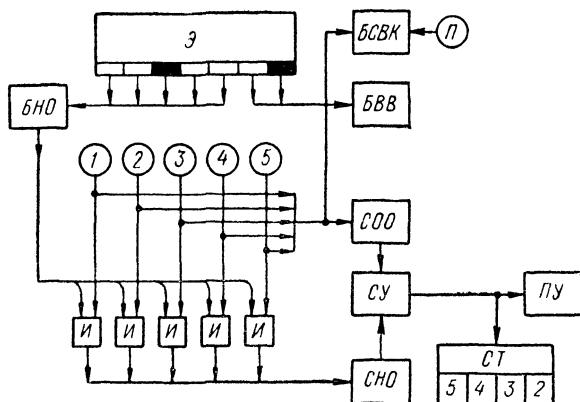 Э
БСВК
П
БНО
БВВ
1 2 3 4 5
СОО
СУ
ПУ
И И И И И
СНО
СТ
5 4 3 2